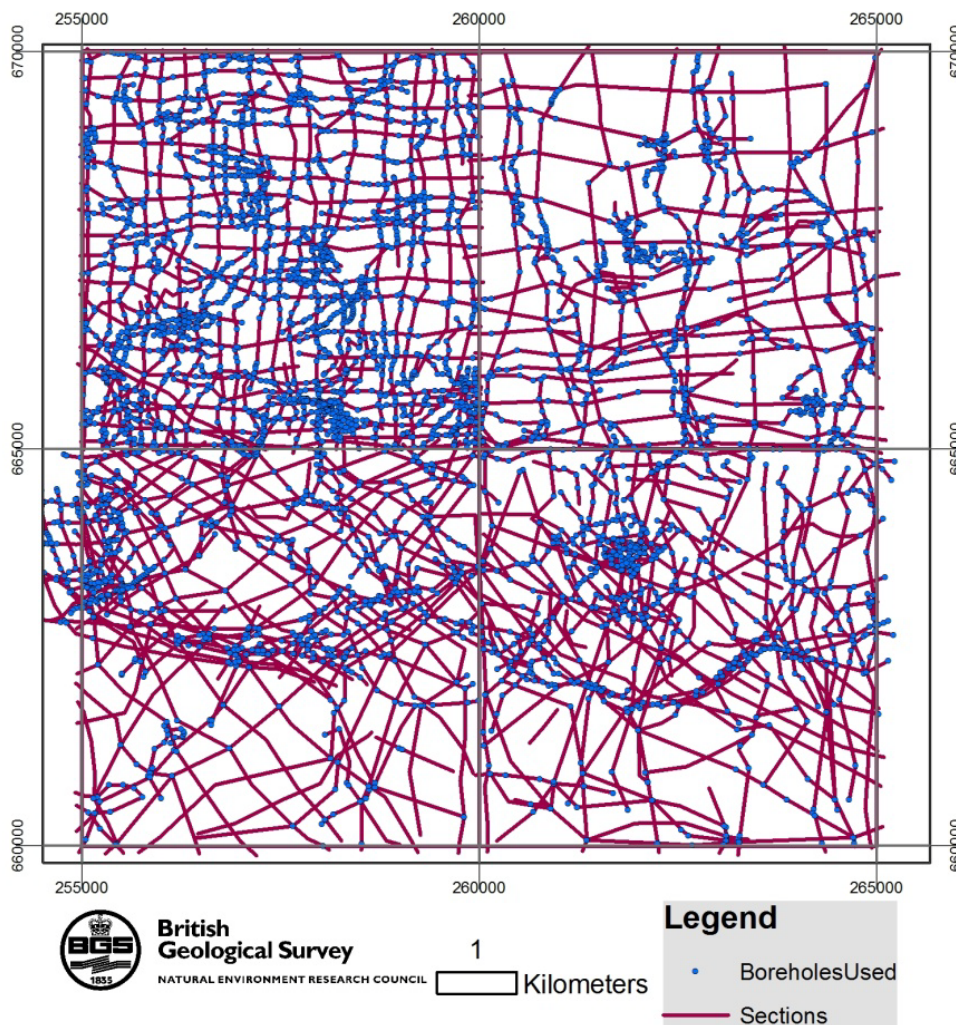 255000 260000 265000
670000 670000
665000 665000
660000 660000
255000 260000 265000
British
Geological Survey
NATURAL ENVIRONMENT RESEARCH COUNCIL
BGS
1835
1
Kilometers
Legend
BoreholesUsed
Sections